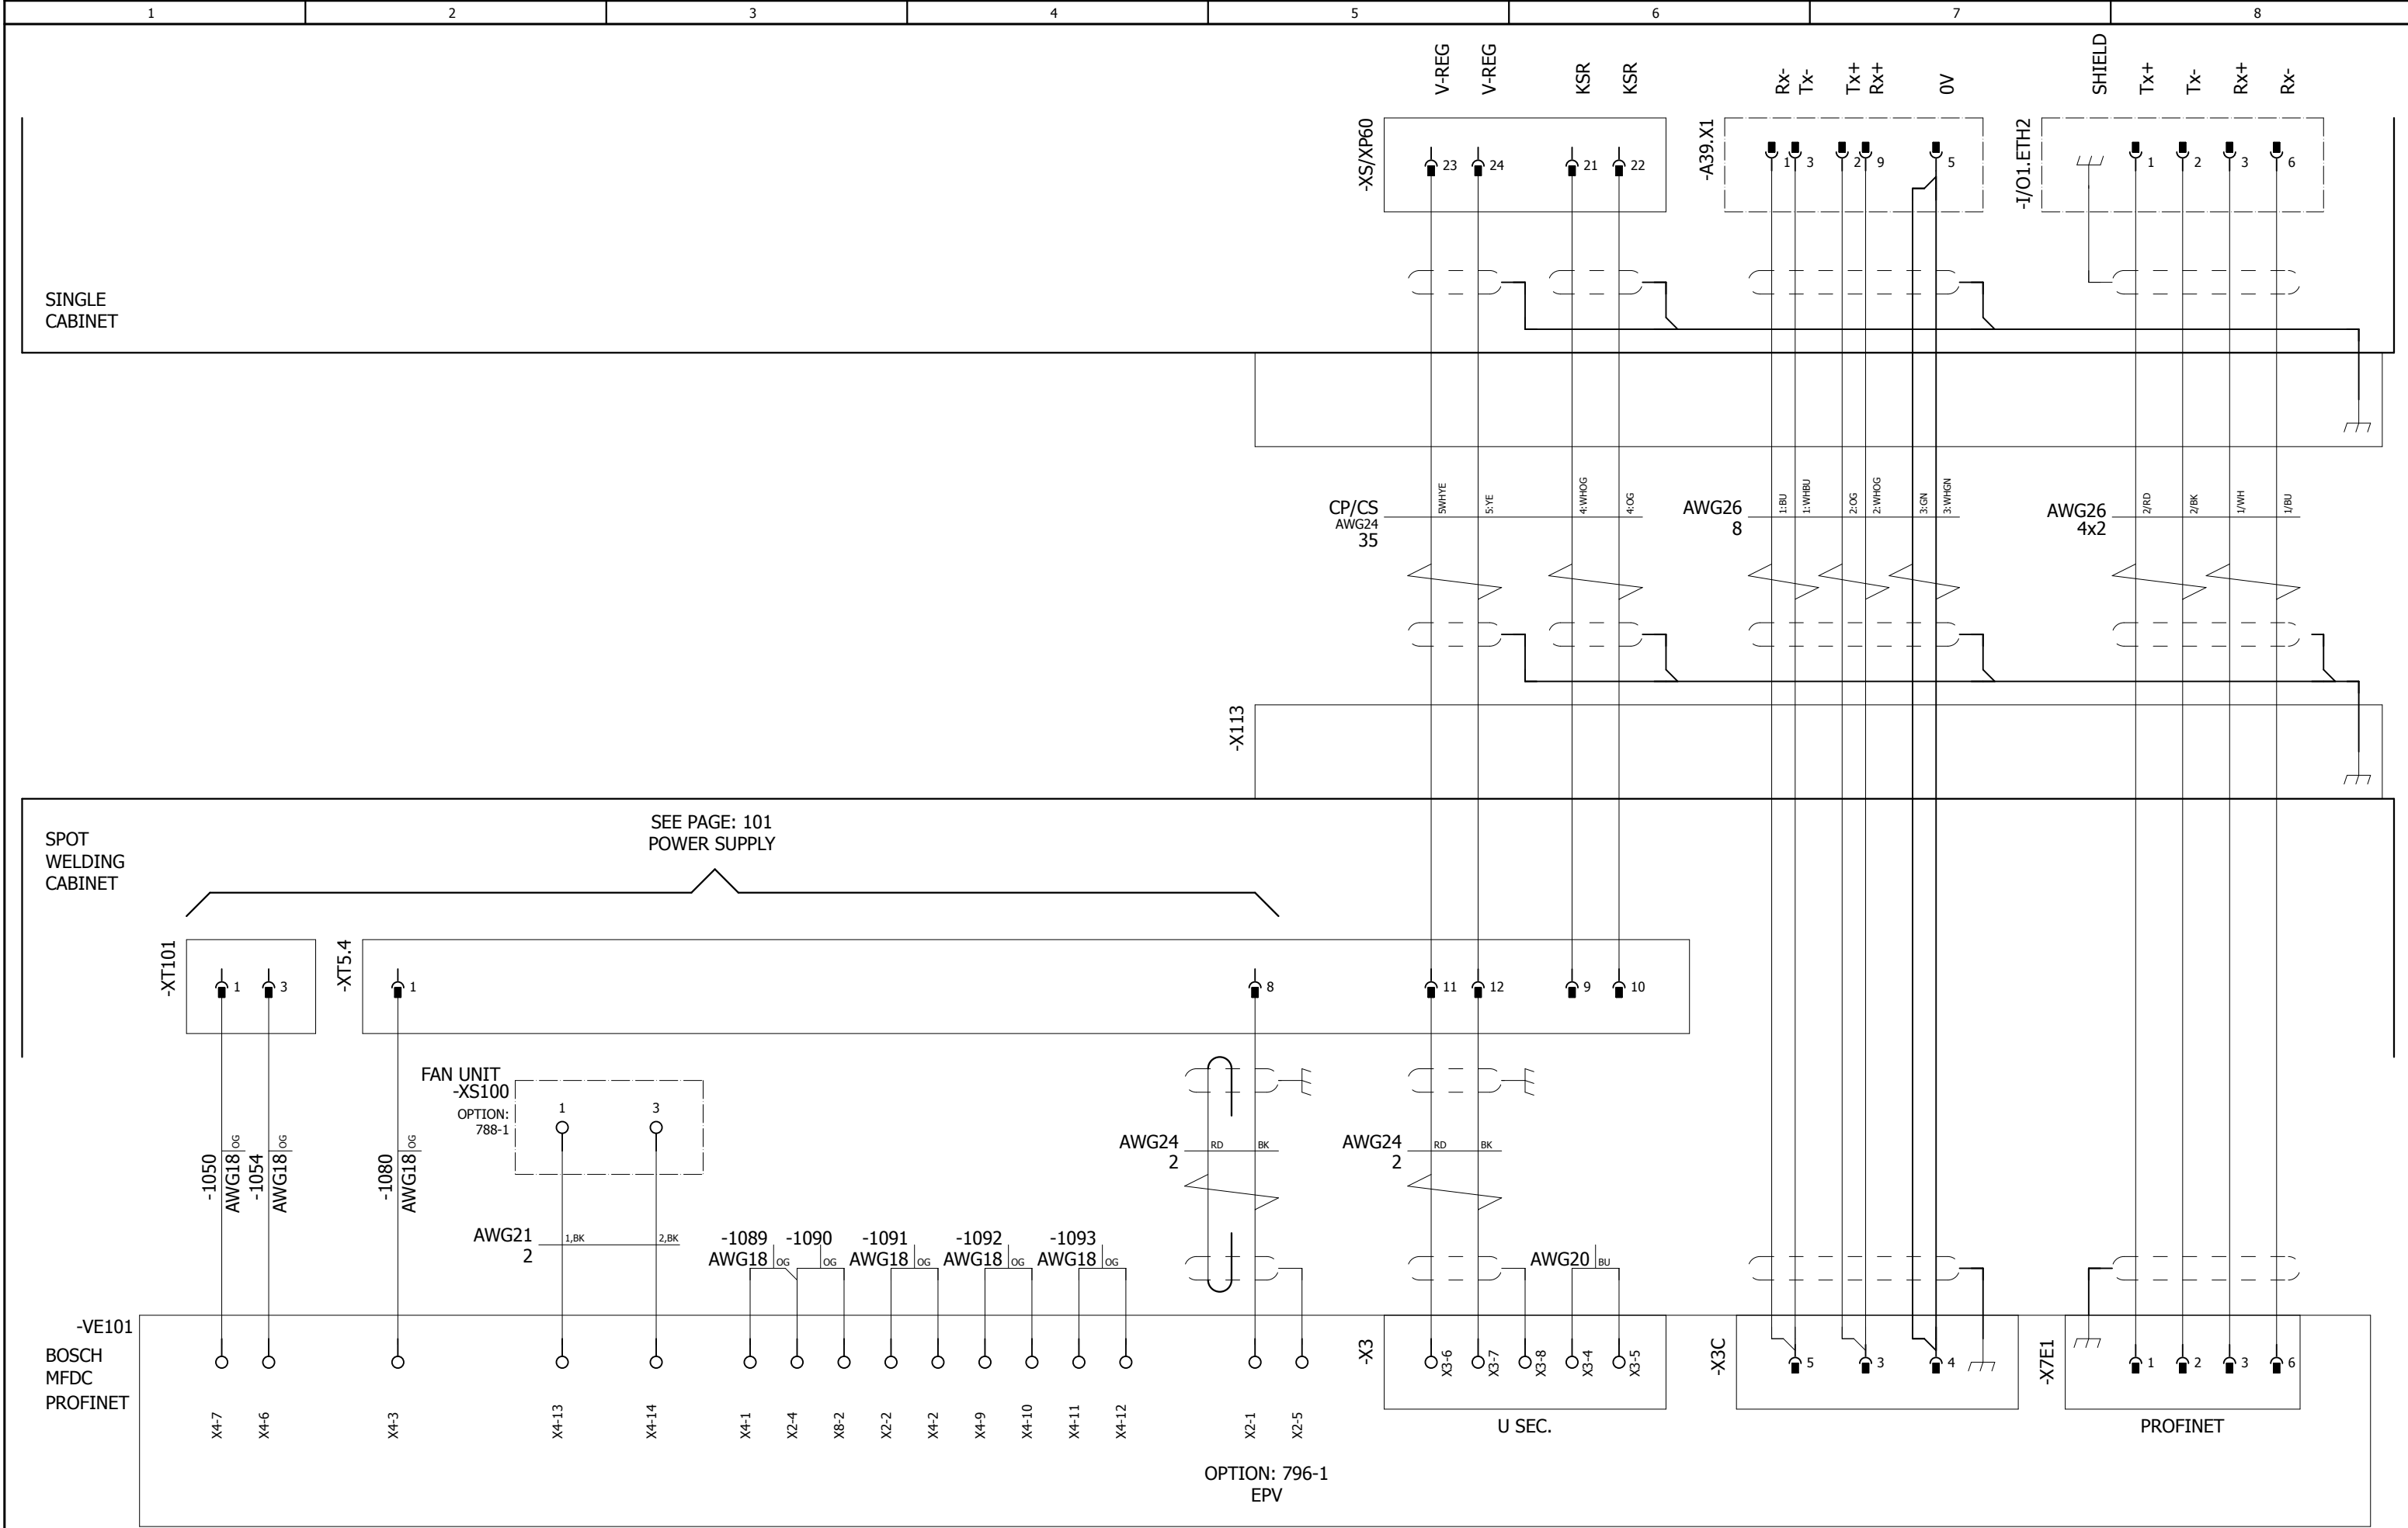 1 2 3 4 5 6 7 8
V-REG V-REG KSR KSR Rx- Tx- Tx+ Rx+ 0V SHIELD Tx+ Tx- Rx+ Rx-
-XS/XP60 -A39.X1 -I/O1.ETH2
23 24 21 22 1 3 2 9 5 1 2 3 6
SINGLE
CABINET
CP/CS
AWG24
35
5WHYE 5:YE 4:WHOG 4:OG
AWG26
8
1:BU 1:WHBU 2:OG 2:WHOG 3:GN 3:WHGN
AWG26
4x2
2/RD 2/BK 1/WH 1/BU
-X113
SPOT
WELDING
CABINET
SEE PAGE: 101
POWER SUPPLY
-XT101 -XT5.4
1 3 1 8 11 12 9 10
FAN UNIT
-XS100
OPTION:
788-1
1 3
-1050
AWG18 OG
-1054
AWG18 OG
-1080
AWG18 OG
AWG24
2
RD BK
AWG24
2
RD BK
AWG21
2
1,BK 2,BK
-1089 -1090 -1091 -1092 -1093
AWG18 OG OG AWG18 OG AWG18 OG AWG18 OG
AWG20 BU
-VE101
BOSCH
MFDC
PROFINET
-X3 X3-6 X3-7 X3-8 X3-4 X3-5
-X3C 5 3 4
-X7E1 1 2 3 6
X4-7 X4-6 X4-3 X4-13 X4-14 X4-1 X2-4 X8-2 X2-2 X4-2 X4-9 X4-10 X4-11 X4-12 X2-1 X2-5
U SEC.
PROFINET
OPTION: 796-1
EPV